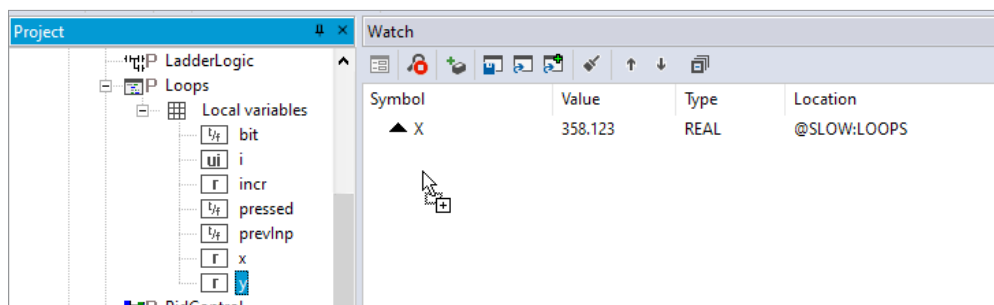 Project
LadderLogic
Loops
Local variables
t/f bit
ui i
r incr
t/f pressed
t/f prevInp
r x
r y
PidControl
Watch
Symbol Value Type Location
X 358.123 REAL @SLOW:LOOPS